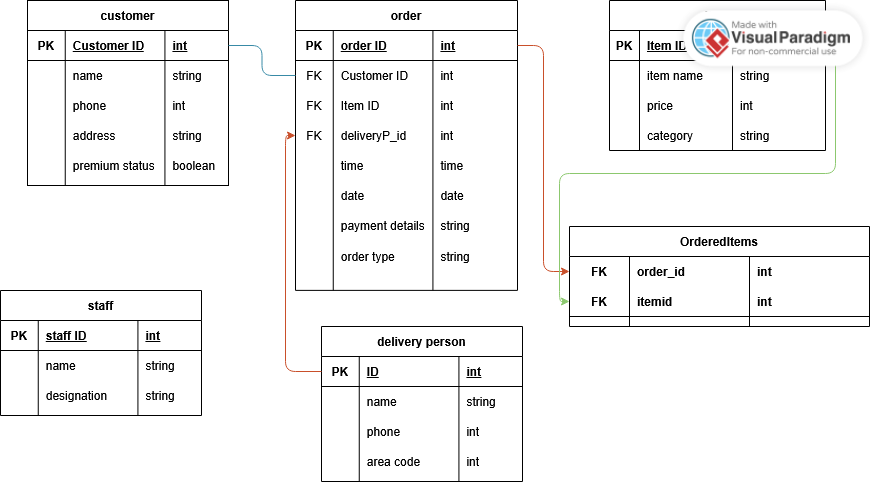 customer
PK Customer ID int
name string
phone int
address string
premium status boolean
order
PK order ID int
FK Customer ID int
FK Item ID int
FK deliveryP_id int
time time
date date
payment details string
order type string
PK Item ID
item name string
price int
category string
Made with
Visual Paradigm
For non-commercial use
OrederedItems
FK order_id int
FK itemid int
staff
PK staff ID int
name string
designation string
delivery person
PK ID int
name string
phone int
area code int